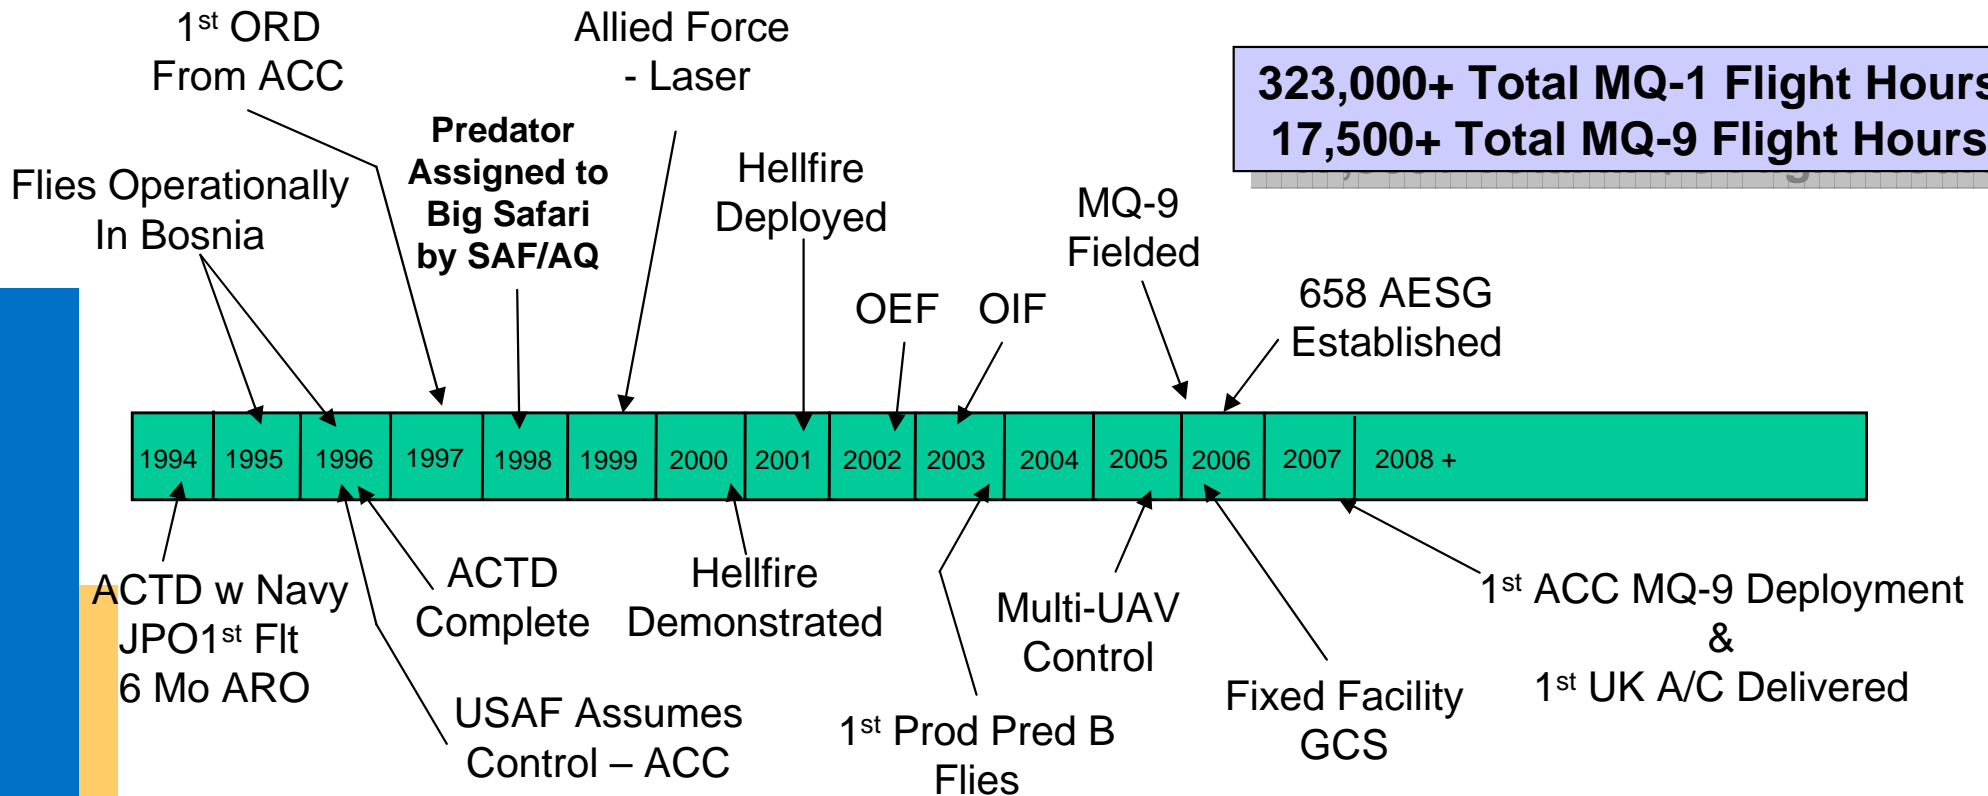 1st ORD
From ACC
Allied Force
- Laser
323,000+ Total MQ-1 Flight Hours
17,500+ Total MQ-9 Flight Hours
Predator
Assigned to
Big Safari
by SAF/AQ
Flies Operationally
In Bosnia
Hellfire
Deployed
MQ-9
Fielded
OEF
OIF
658 AESG
Established
1994 1995 1996 1997 1998 1999 2000 2001 2002 2003 2004 2005 2006 2007 2008 +
ACTD w Navy
JPO1st Flt
6 Mo ARO
ACTD
Complete
USAF Assumes
Control – ACC
Hellfire
Demonstrated
1st Prod Pred B
Flies
Multi-UAV
Control
Fixed Facility
GCS
1st ACC MQ-9 Deployment
&
1st UK A/C Delivered